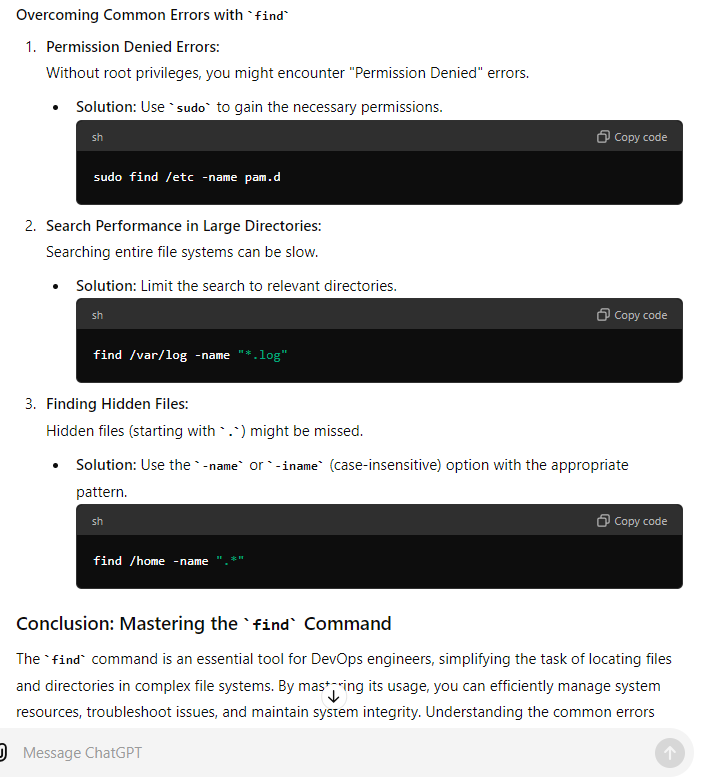 Overcoming Common Errors with `find`
1. Permission Denied Errors:
Without root privileges, you might encounter "Permission Denied" errors.
• Solution: Use `sudo` to gain the necessary permissions.
sh Copy code
sudo find /etc -name pam.d
2. Search Performance in Large Directories:
Searching entire file systems can be slow.
• Solution: Limit the search to relevant directories.
sh Copy code
find /var/log -name "*.log"
3. Finding Hidden Files:
Hidden files (starting with `.`) might be missed.
• Solution: Use the `-name` or `-iname` (case-insensitive) option with the appropriate
pattern.
sh Copy code
find /home -name ".*"
Conclusion: Mastering the `find` Command
The `find` command is an essential tool for DevOps engineers, simplifying the task of locating files
and directories in complex file systems. By mastering its usage, you can efficiently manage system
resources, troubleshoot issues, and maintain system integrity. Understanding the common errors
Message ChatGPT